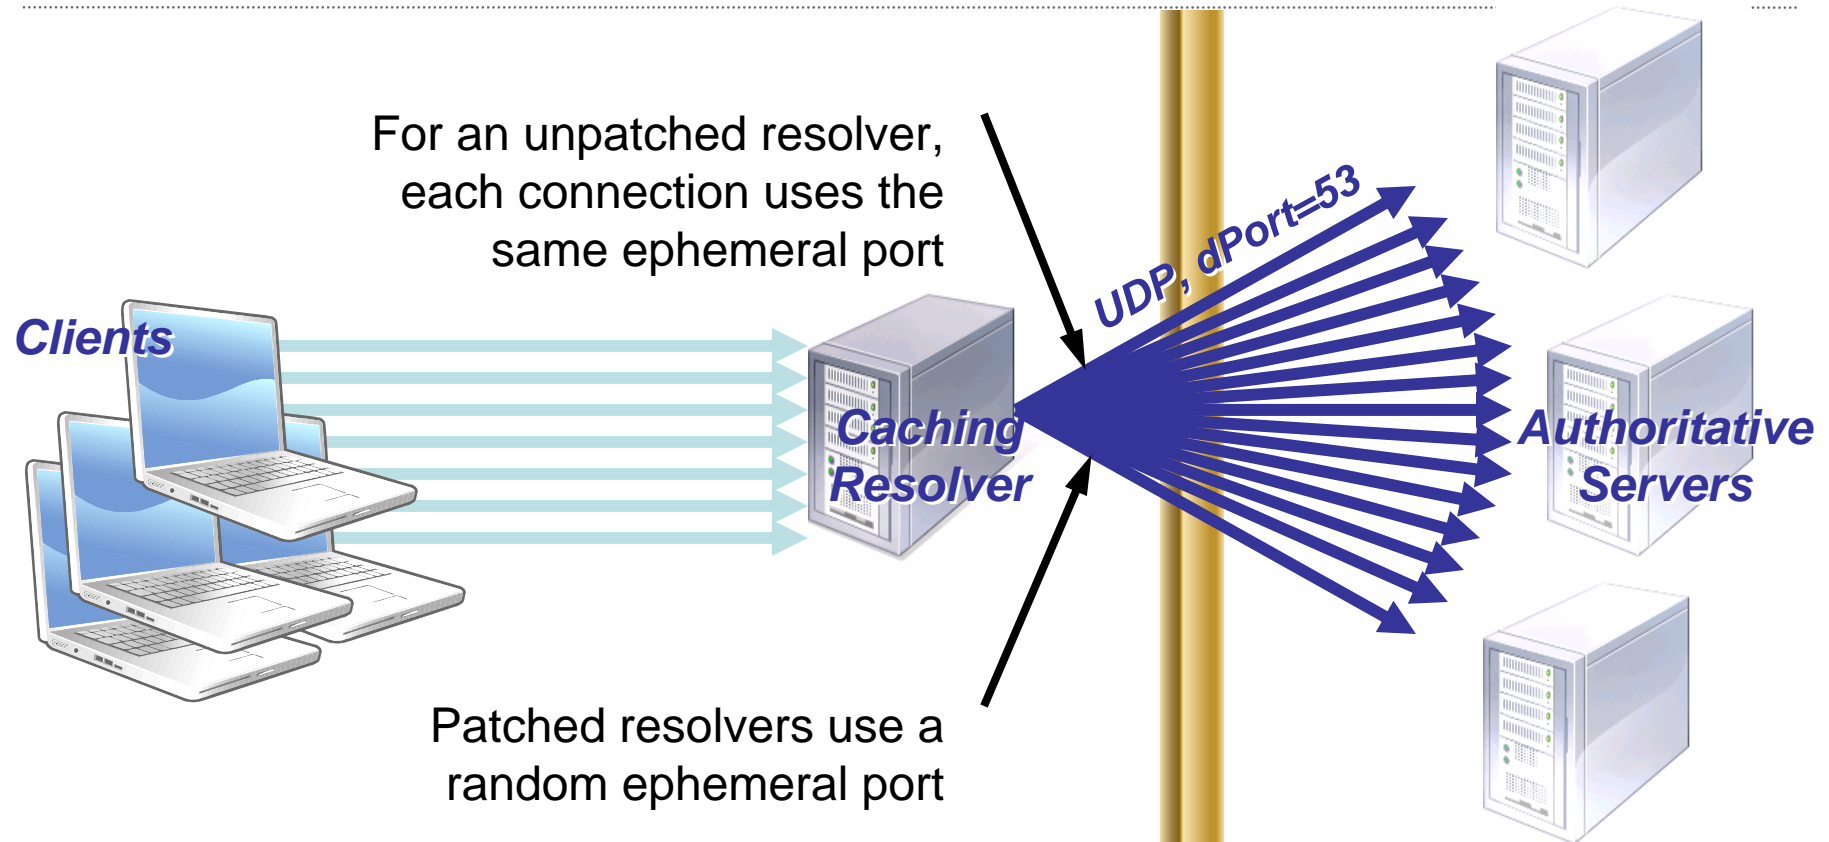 For an unpatched resolver,
each connection uses the
same ephemeral port
UDP, dPort=53
Clients
Caching
Resolver
Authoritative
Servers
Patched resolvers use a
random ephemeral port